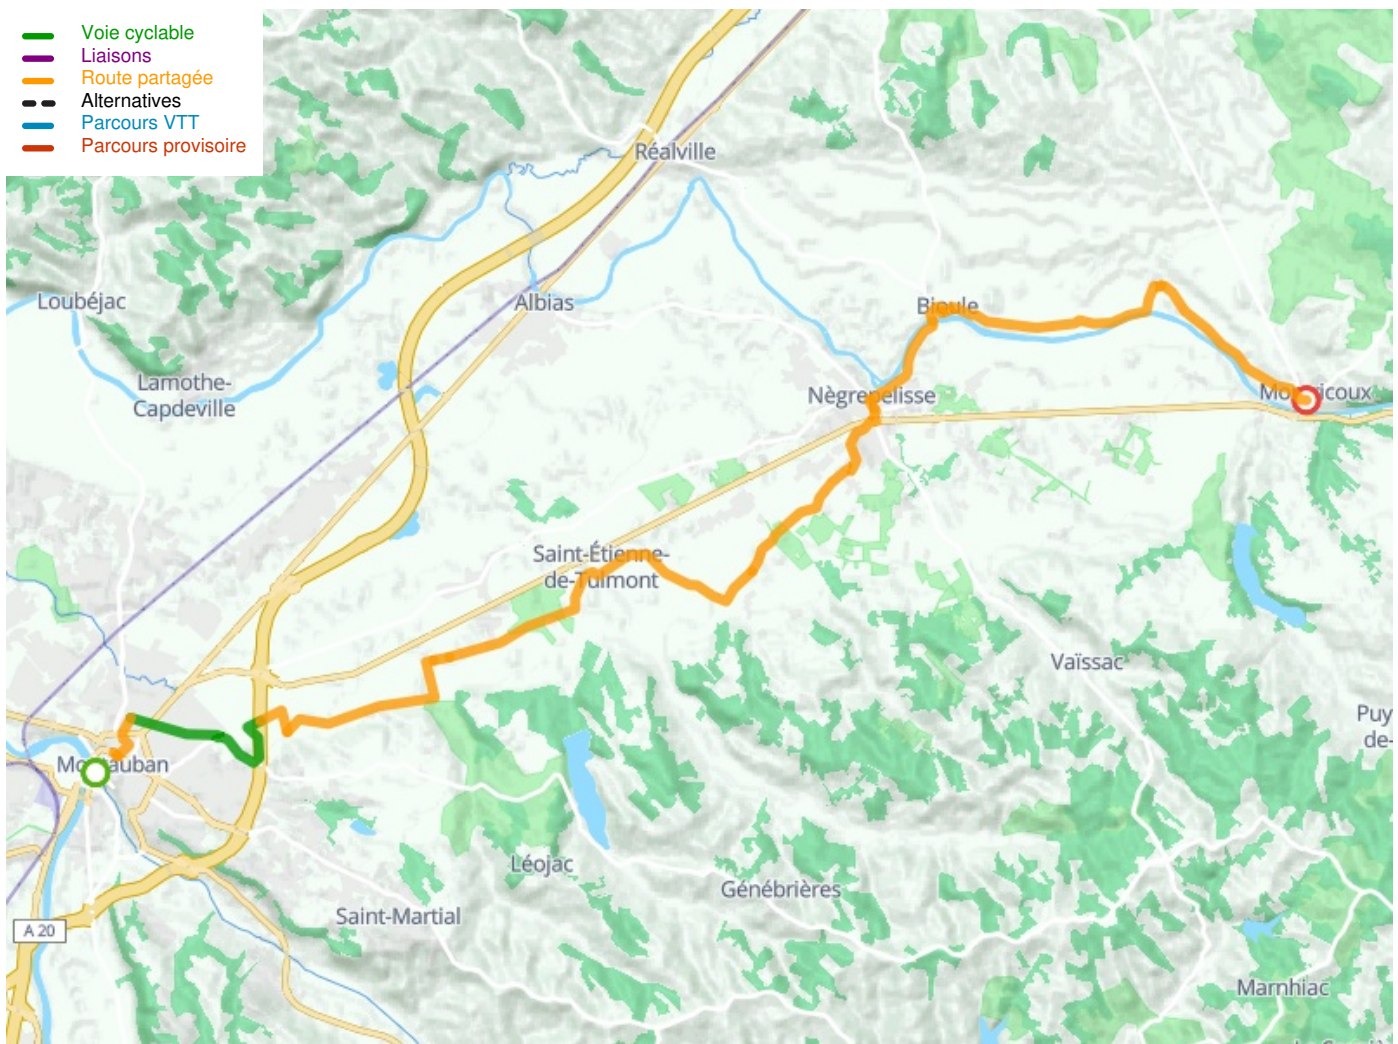 Voie cyclable
Liaisons
Route partagée
Alternatives
Parcours VTT
Parcours provisoire
Réalville
Loubéjac
Albias
Bioule
Lamothe-
Capdeville
Nègrepelisse
Saint-Étienne-
de-Tulmont
Vaïssac
Puy
de-
Léojac
Génébrières
Saint-Martial
A 20
Marnhiac